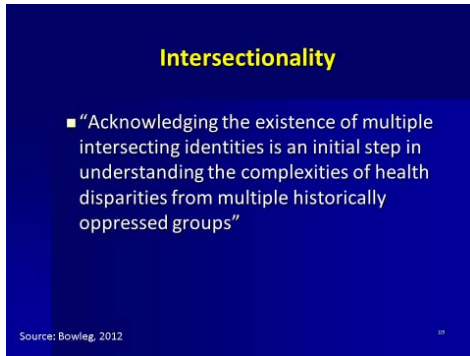 Intersectionality
“Acknowledging the existence of multiple
intersecting identities is an initial step in
understanding the complexities of health
disparities from multiple historically
oppressed groups”
Source: Bowleg, 2012